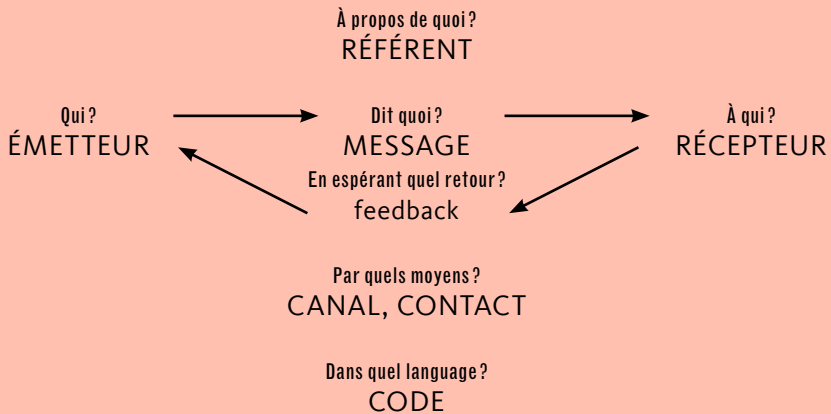 À propos de quoi ?
RÉFÉRENT
Qui ?
ÉMETTEUR
Dit quoi ?
MESSAGE
À qui ?
RÉCEPTEUR
En espérant quel retour ?
feedback
Par quels moyens ?
CANAL, CONTACT
Dans quel language ?
CODE